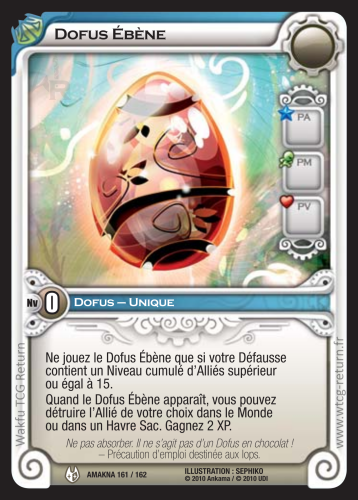 Dofus Ébène
PA
PM
PV
Nv 0
Dofus – Unique
Ne jouez le Dofus Ébène que si votre Défausse
contient un Niveau cumulé d'Alliés supérieur
ou égal à 15.
Quand le Dofus Ébène apparaît, vous pouvez
détruire l'Allié de votre choix dans le Monde
ou dans un Havre Sac. Gagnez 2 XP.
Ne pas absorber. Il ne s'agit pas d'un Dofus en chocolat !
– Précaution d'emploi destinée aux Iops.
Wakfu TCG Return
www.wtcg-return.fr
AMAKNA 161 / 162
ILLUSTRATION : SEPHIKO
© 2010 Ankama / © 2010 UDI